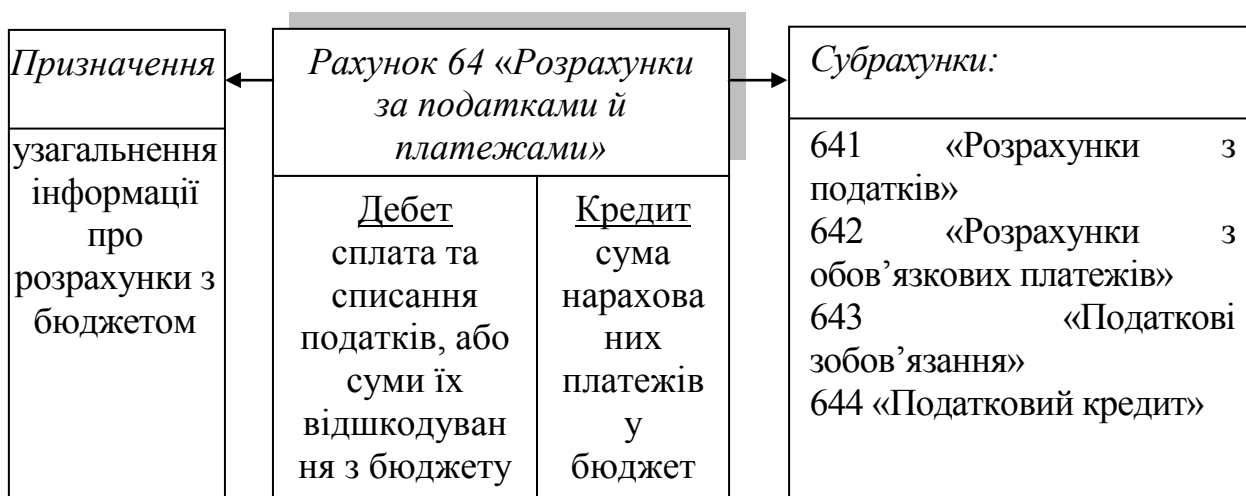 Призначення
узагальнення
інформації
про
розрахунки з
бюджетом
Рахунок 64 «Розрахунки
за податками й
платежами»
Дебет
сплата та
списання
податків, або
суми їх
відшкодуван
ня з бюджету
Кредит
сума
нарахова
них
платежів
у
бюджет
Субрахунки:
641 «Розрахунки з
податків»
642 «Розрахунки з
обов’язкових платежів»
643 «Податкові
зобов’язання»
644 «Податковий кредит»